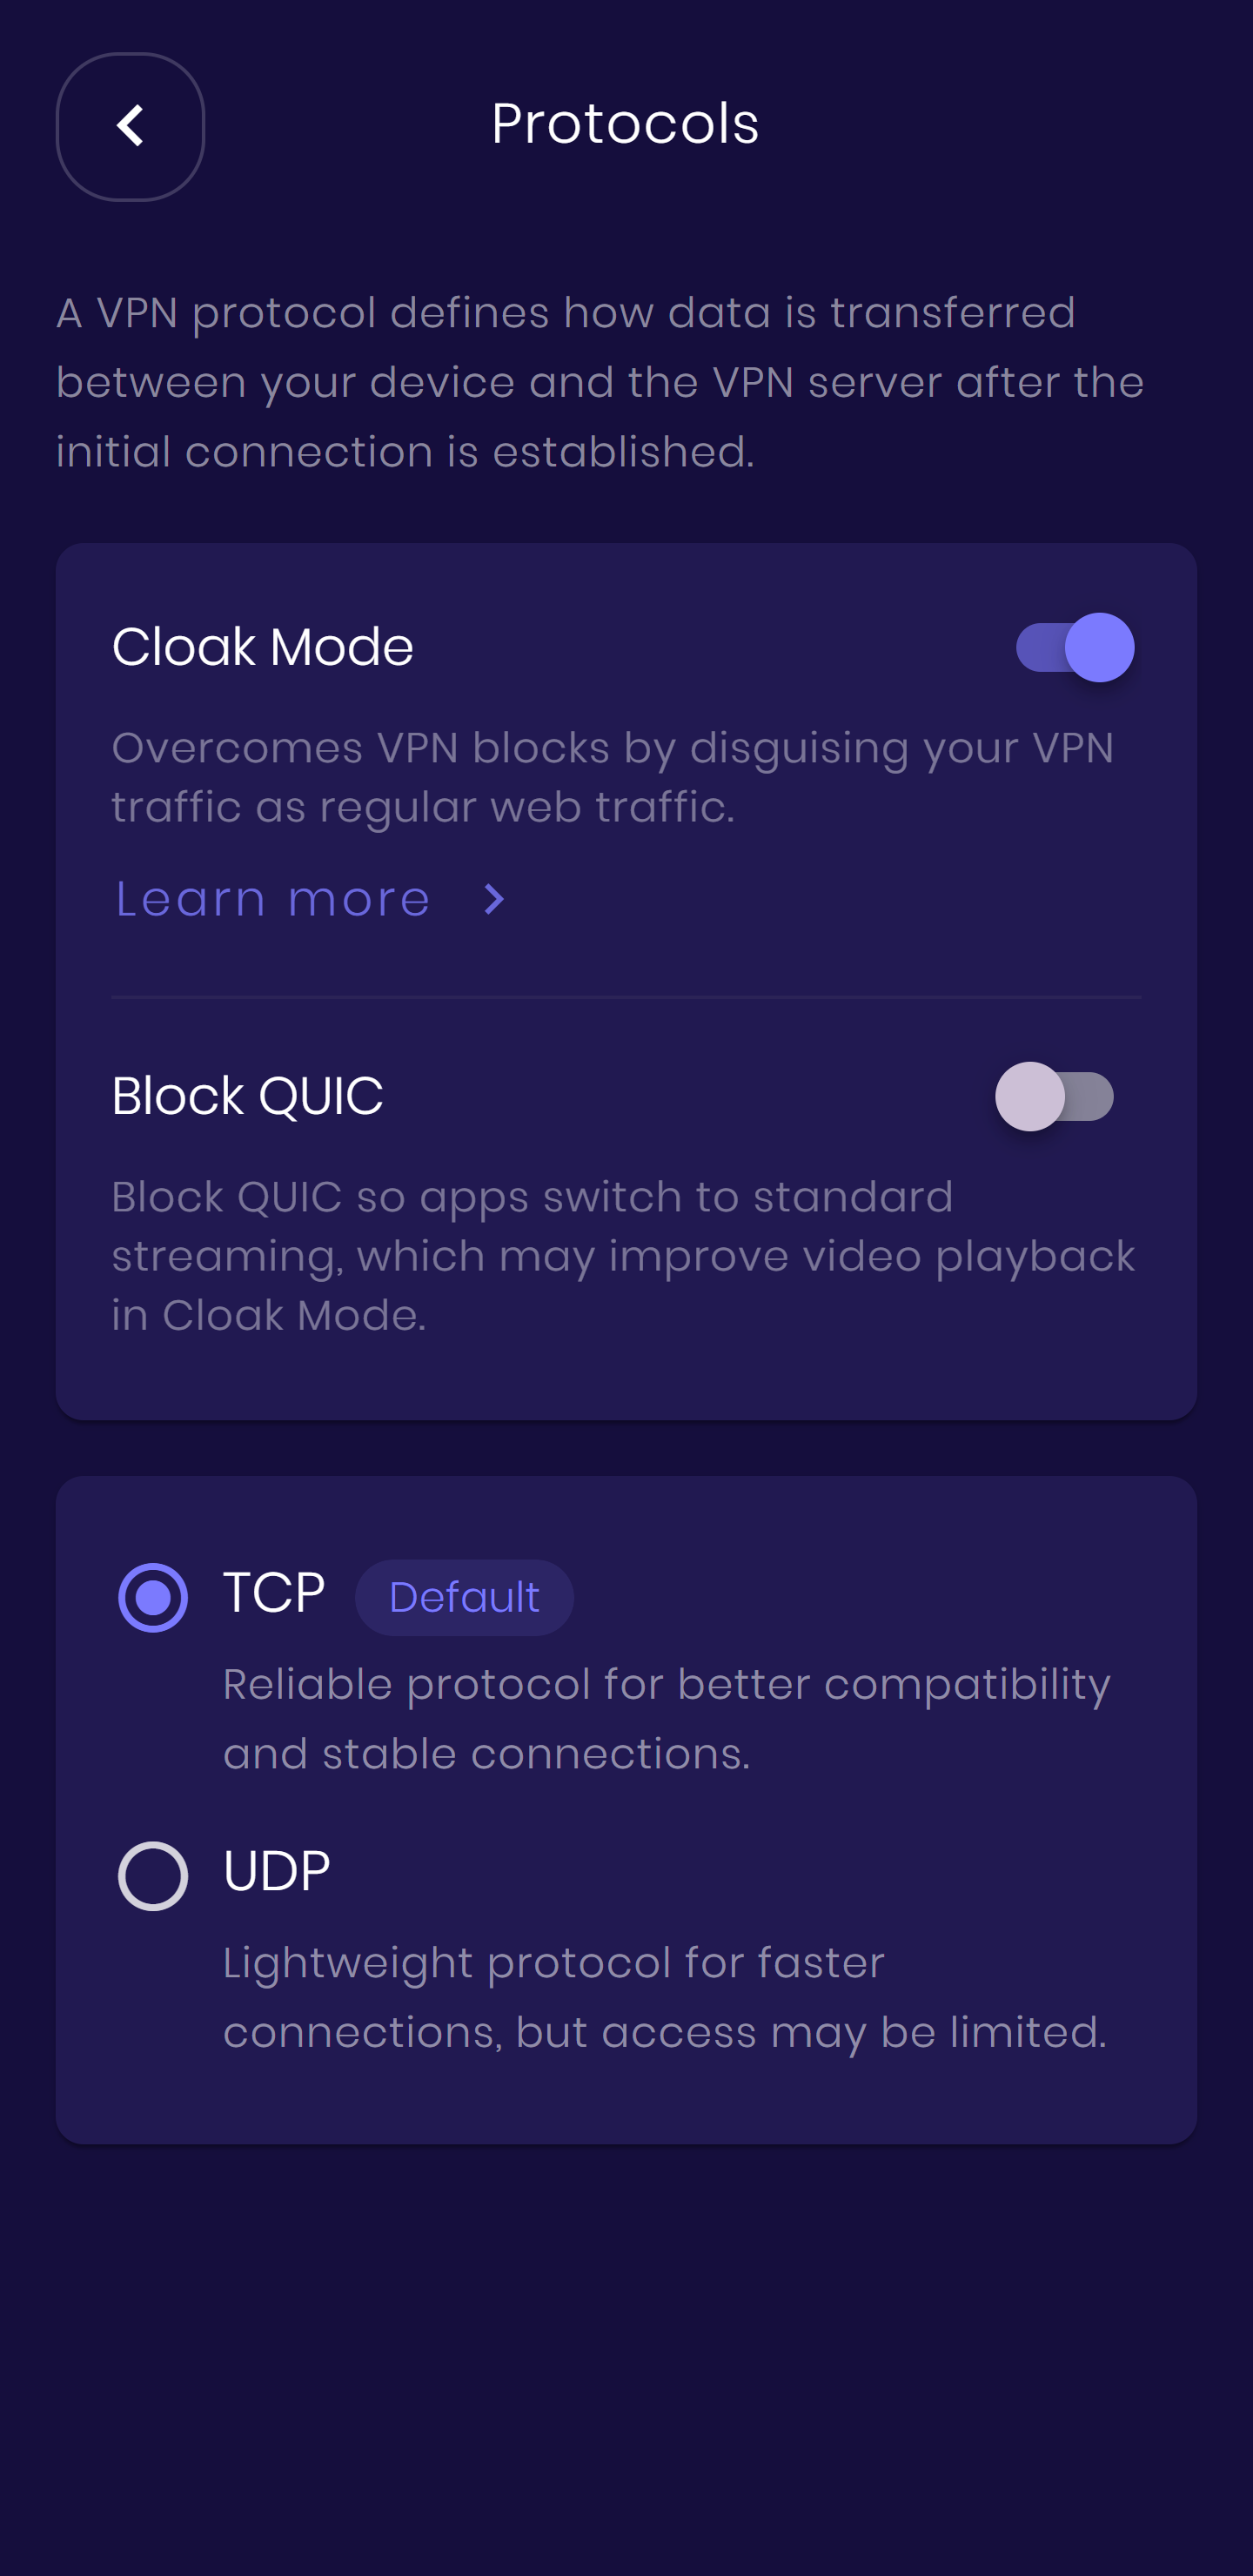 Protocols
A VPN protocol defines how data is transferred
between your device and the VPN server after the
initial connection is established.
Cloak Mode
Overcomes VPN blocks by disguising your VPN
traffic as regular web traffic.
Learn more
Block QUIC
Block QUIC so apps switch to standard
streaming, which may improve video playback
in Cloak Mode.
TCP Default
Reliable protocol for better compatibility
and stable connections.
UDP
Lightweight protocol for faster
connections, but access may be limited.